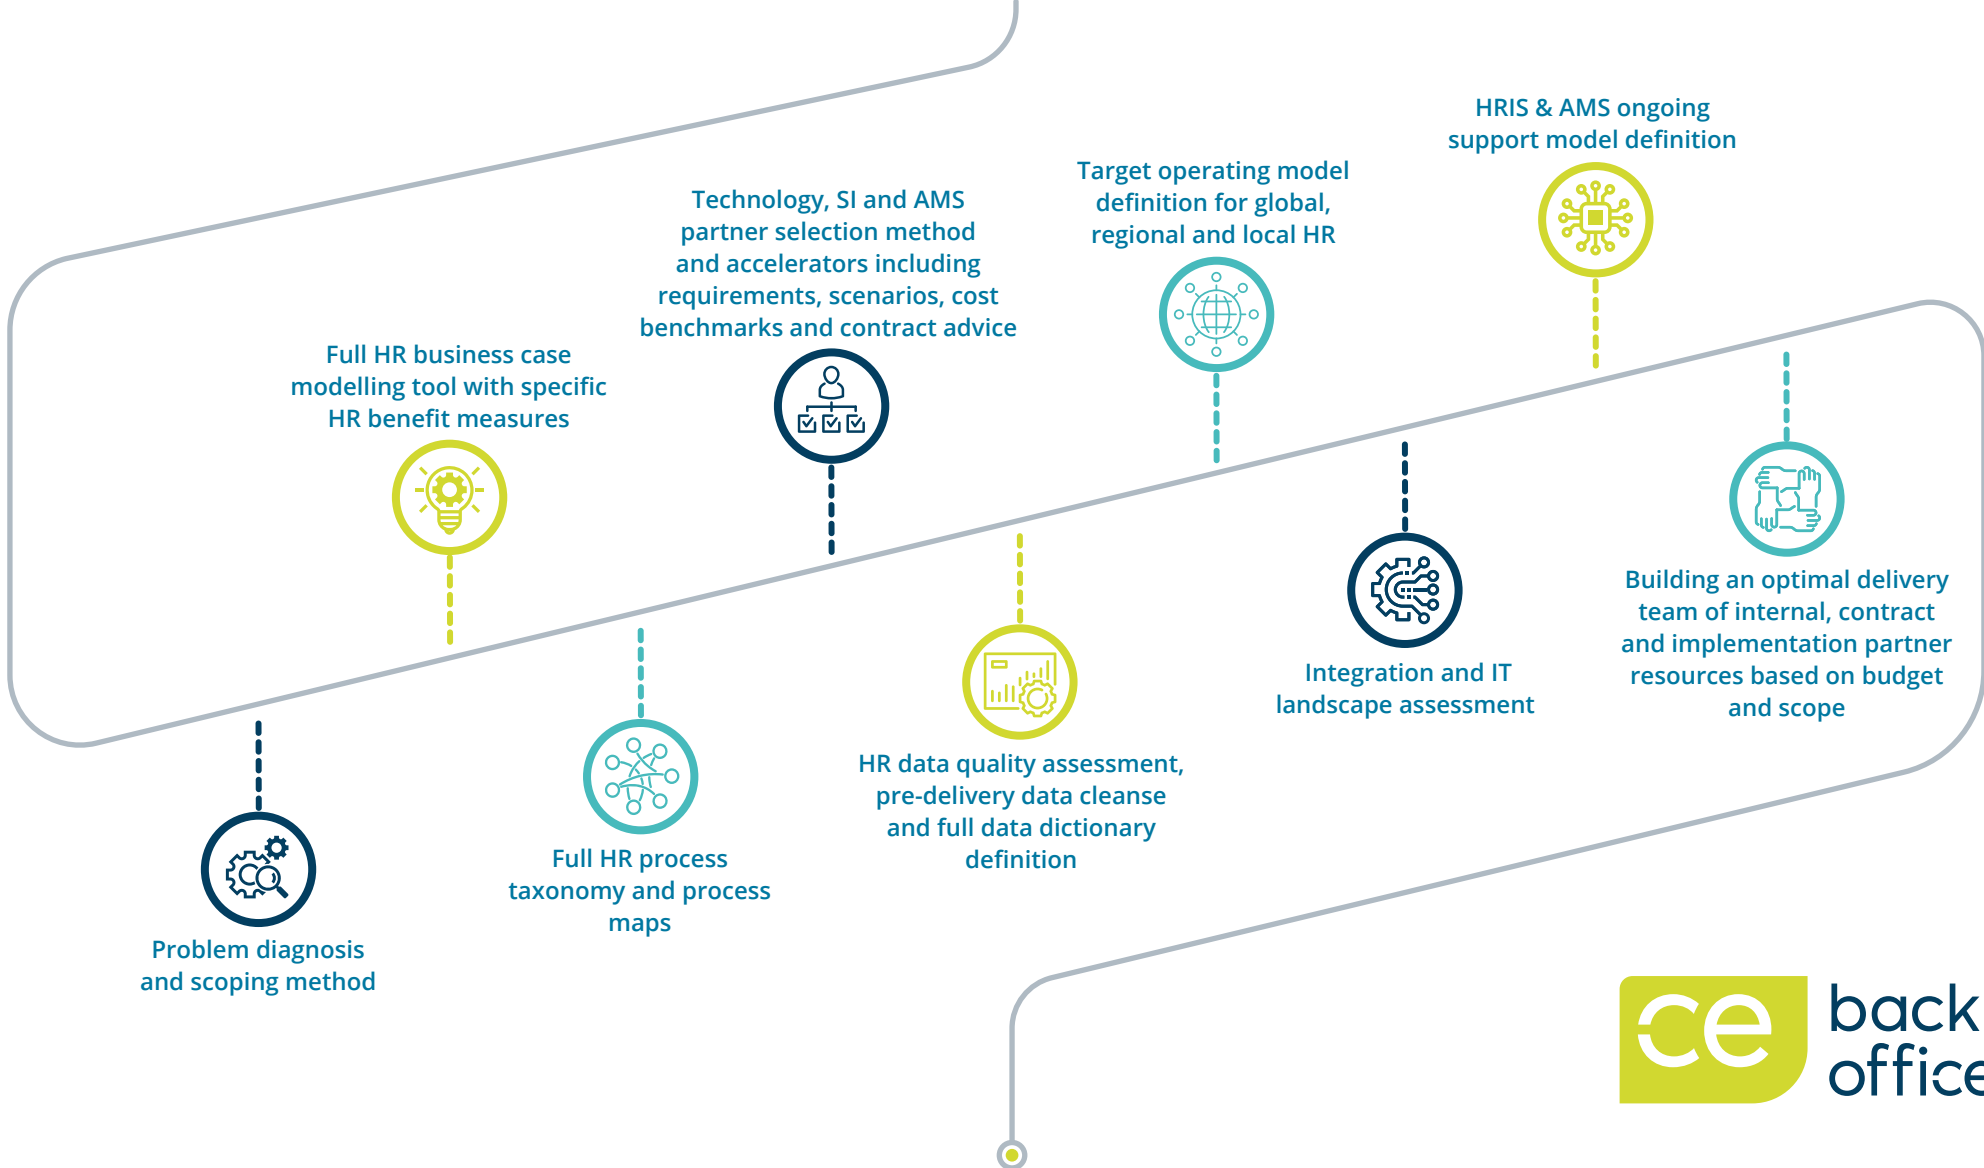 HRIS & AMS ongoing
support model definition
Target operating model
definition for global,
regional and local HR
Technology, SI and AMS
partner selection method
and accelerators including
requirements, scenarios, cost
benchmarks and contract advice
Full HR business case
modelling tool with specific
HR benefit measures
Building an optimal delivery
team of internal, contract
and implementation partner
resources based on budget
and scope
Integration and IT
landscape assessment
HR data quality assessment,
pre-delivery data cleanse
and full data dictionary
definition
Full HR process
taxonomy and process
maps
Problem diagnosis
and scoping method
ce
back
office